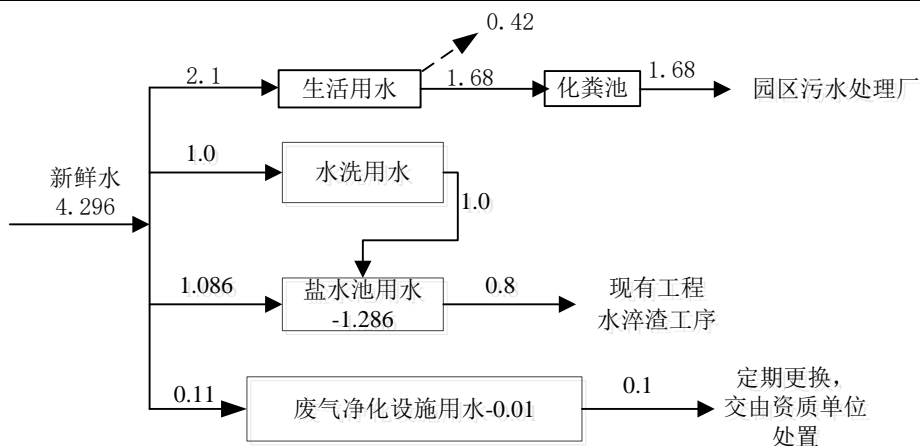 0.42
2.1
生活用水
1.68
化粪池
1.68
园区污水处理厂
1.0
水洗用水
新鲜水
4.296
1.0
1.086
盐水池用水
-1.286
0.8
现有工程
水淬渣工序
0.11
废气净化设施用水-0.01
0.1
定期更换，
交由资质单位
处置